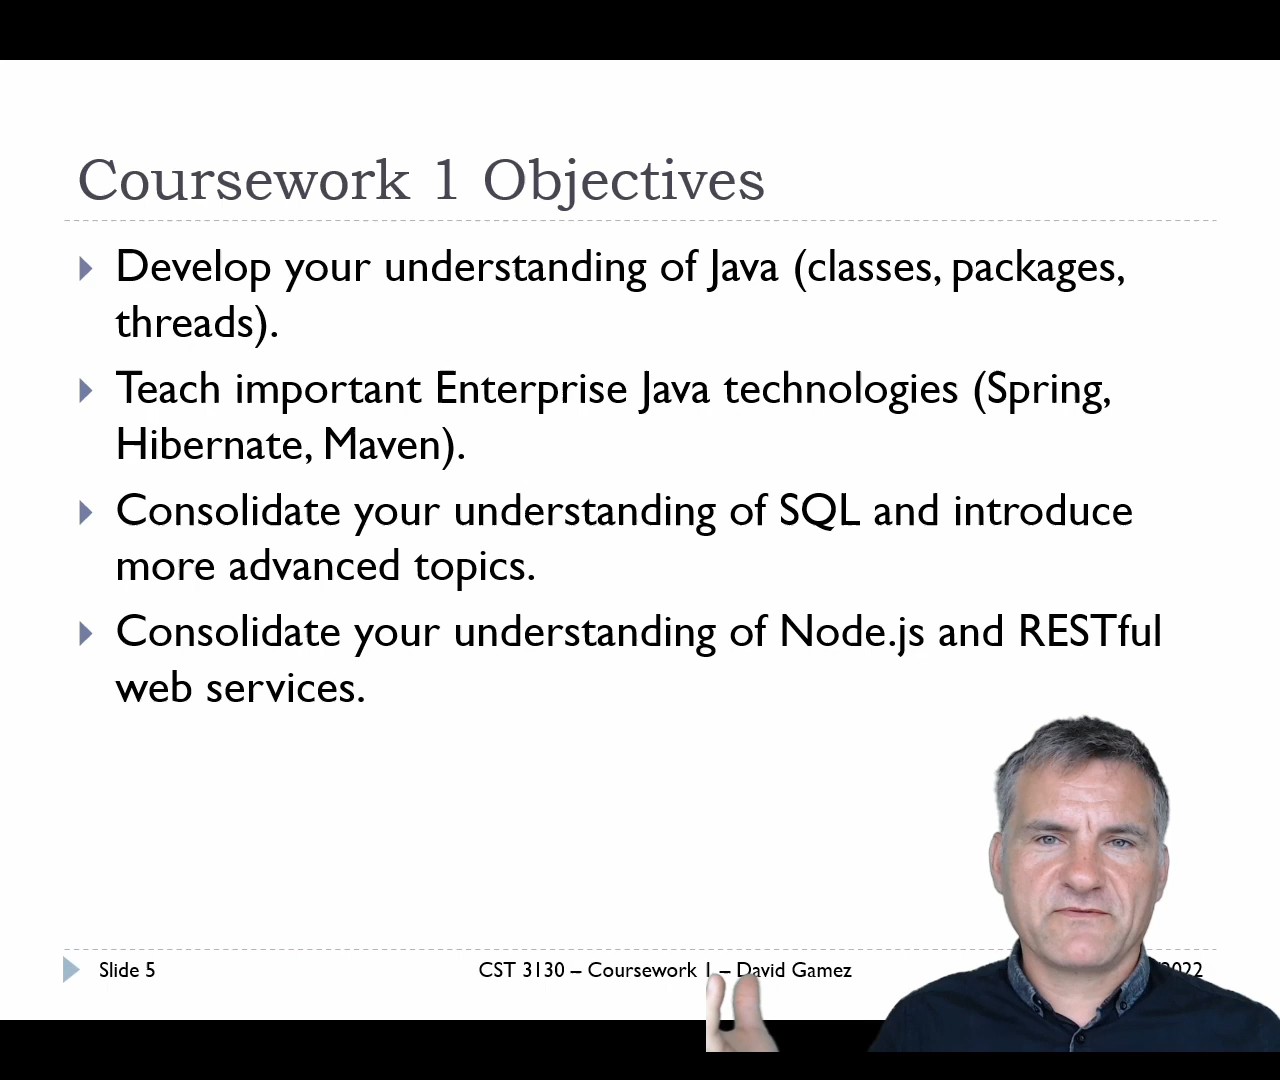 Coursework 1 Objectives
Develop your understanding of Java (classes, packages,
threads).
Teach important Enterprise Java technologies (Spring,
Hibernate, Maven).
Consolidate your understanding of SQL and introduce
more advanced topics.
Consolidate your understanding of Node.js and RESTful
web services.
Slide 5 CST 3130 – Coursework 1 – David Gamez /2022